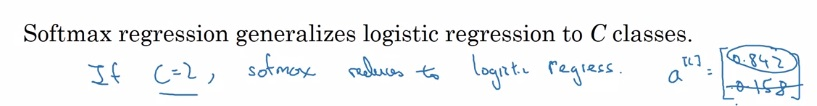 Softmax regression generalizes logistic regression to C classes.
If C=2, softmax reduces to logistic regress. a^[L] = [0.842
0.158]